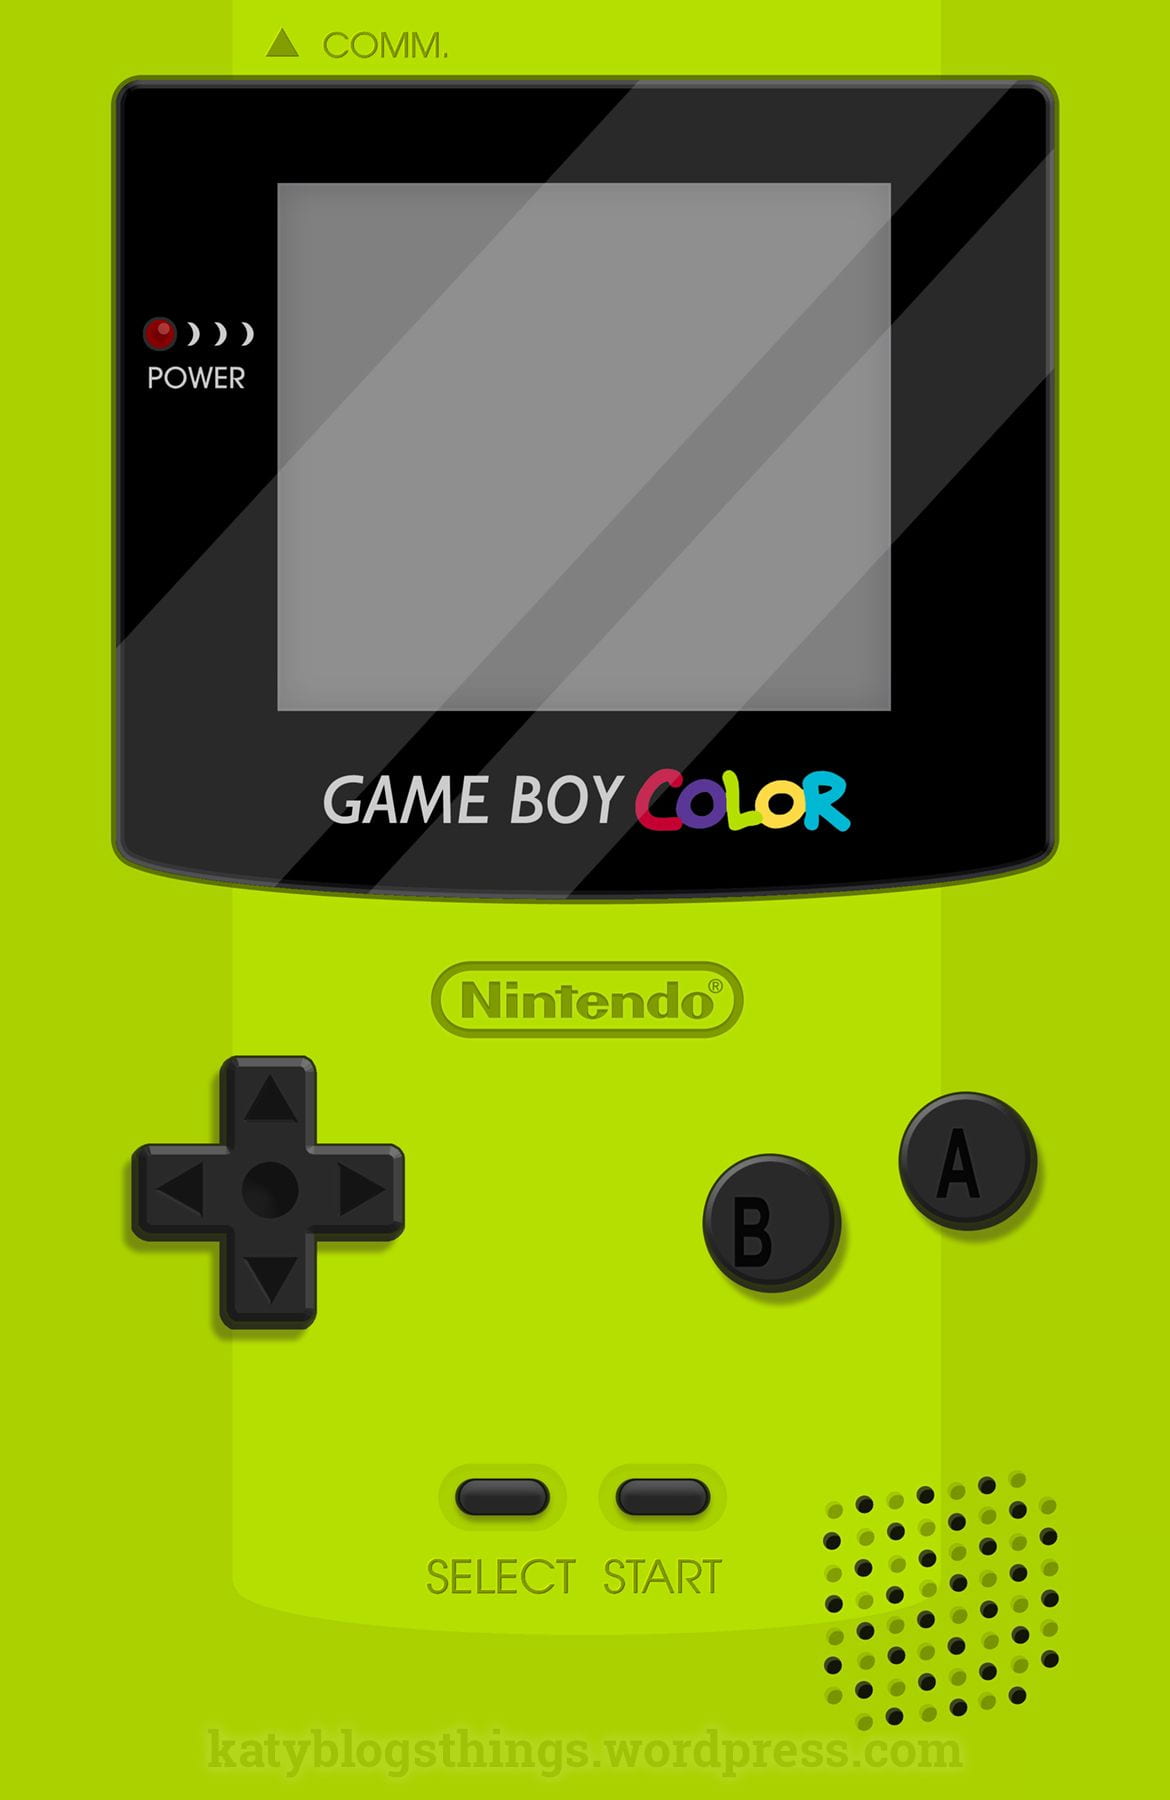 ▲ COMM.
POWER
GAME BOY COLOR
Nintendo®
A
B
SELECT START
katyblogsthings.wordpress.com